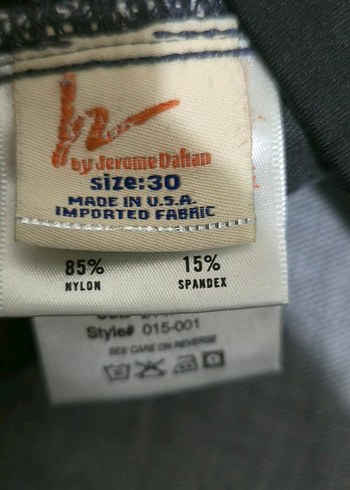 by Jerome Dahan
size:30
MADE IN U.S.A.
IMPORTED FABRIC
85% 15%
NYLON SPANDEX
Style# 015-001
SEE CARE ON REVERSE